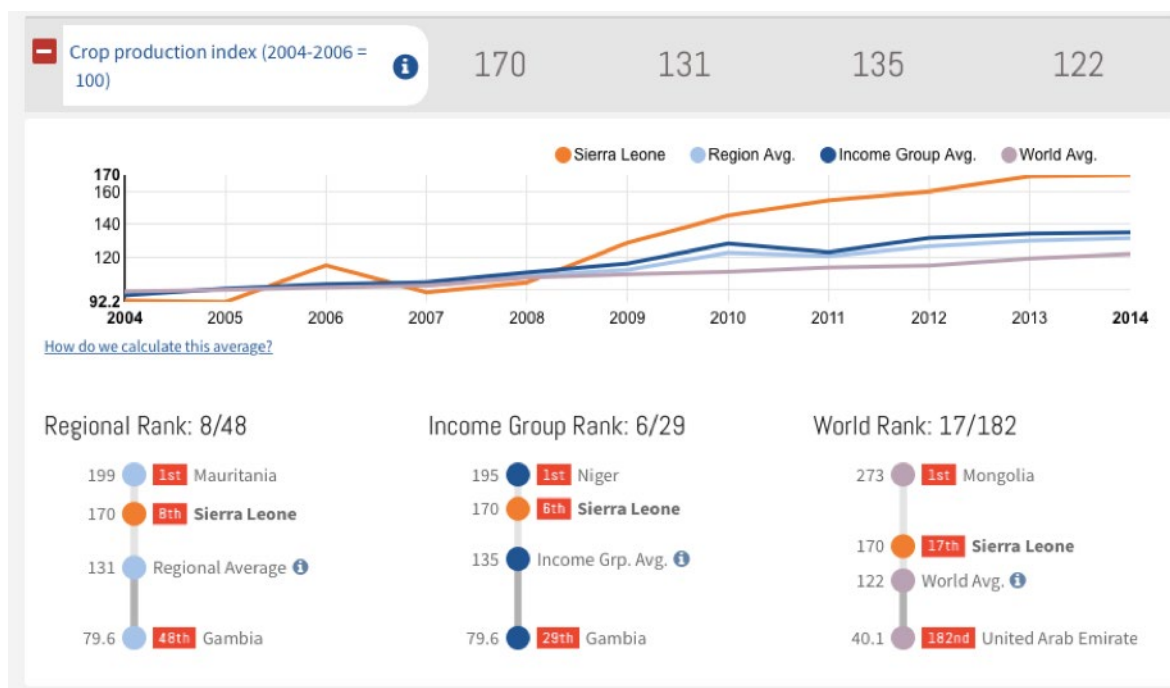 Crop production index (2004-2006 =
100)
170 131 135 122
Sierra Leone Region Avg. Income Group Avg. World Avg.
170
160
140
120
92.2
2004 2005 2006 2007 2008 2009 2010 2011 2012 2013 2014
How do we calculate this average?
Regional Rank: 8/48
199 1st Mauritania
170 8th Sierra Leone
131 Regional Average
79.6 48th Gambia
Income Group Rank: 6/29
195 1st Niger
170 6th Sierra Leone
135 Income Grp. Avg.
79.6 29th Gambia
World Rank: 17/182
273 1st Mongolia
170 17th Sierra Leone
122 World Avg.
40.1 182nd United Arab Emirate